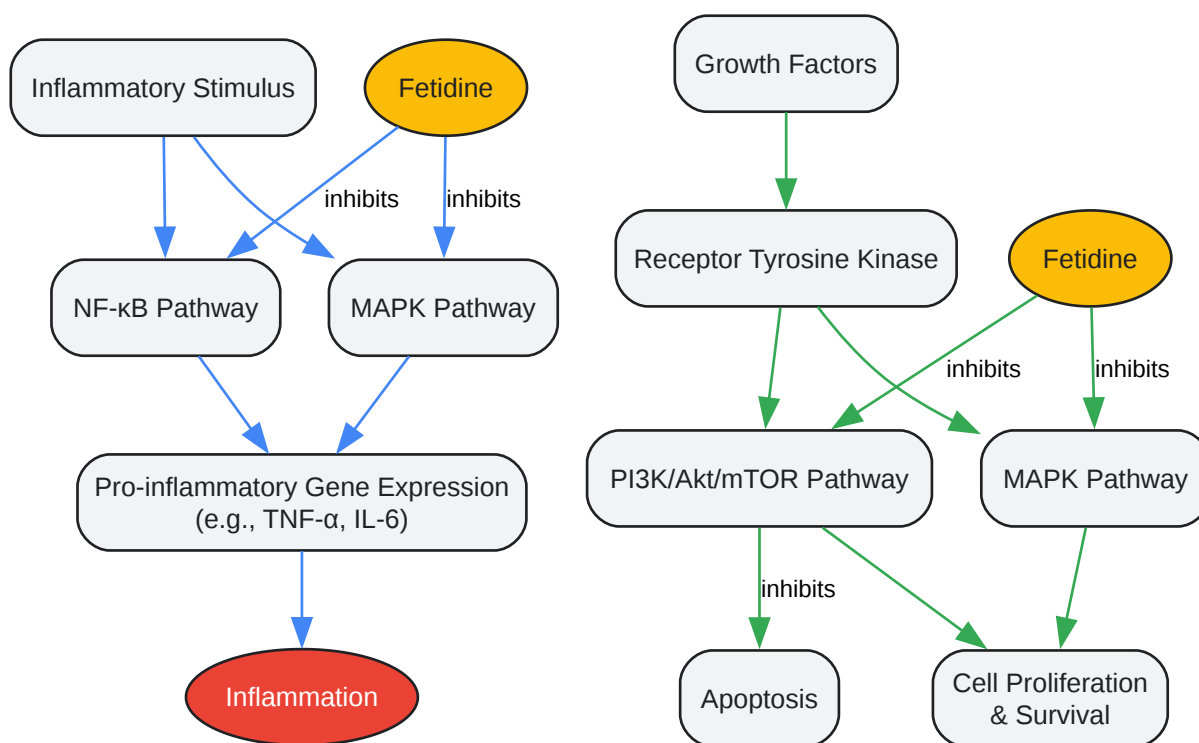 Inflammatory Stimulus
Fetidine
inhibits
inhibits
NF-κB Pathway
MAPK Pathway
Pro-inflammatory Gene Expression
(e.g., TNF-α, IL-6)
Inflammation
Growth Factors
Receptor Tyrosine Kinase
Fetidine
inhibits
inhibits
PI3K/Akt/mTOR Pathway
MAPK Pathway
inhibits
Apoptosis
Cell Proliferation
& Survival